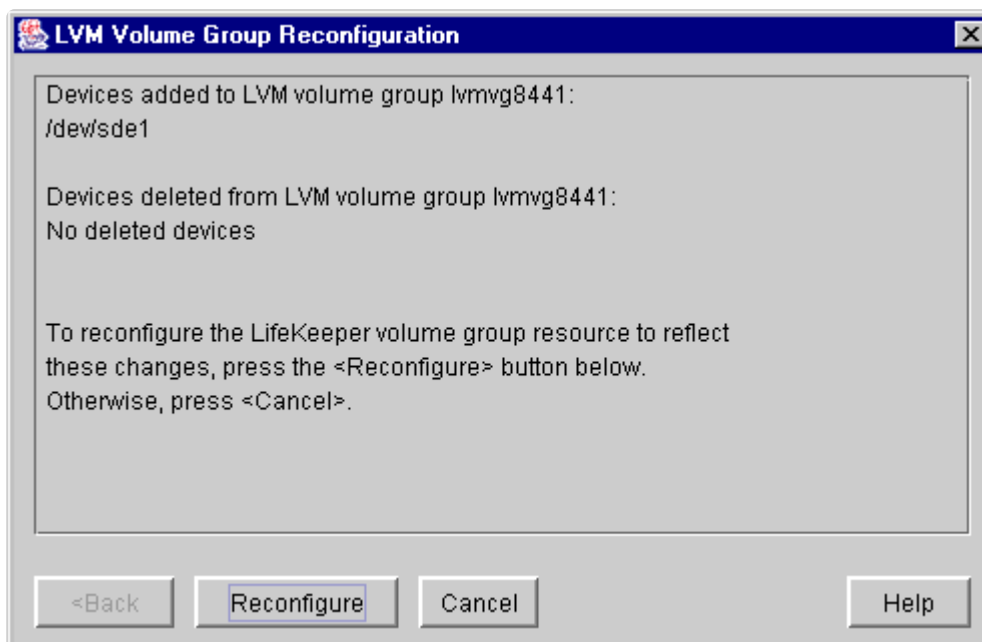 LVM Volume Group Reconfiguration
Devices added to LVM volume group lvmvg8441:
/dev/sde1
Devices deleted from LVM volume group lvmvg8441:
No deleted devices
To reconfigure the LifeKeeper volume group resource to reflect
these changes, press the <Reconfigure> button below.
Otherwise, press <Cancel>.
<Back Reconfigure Cancel Help